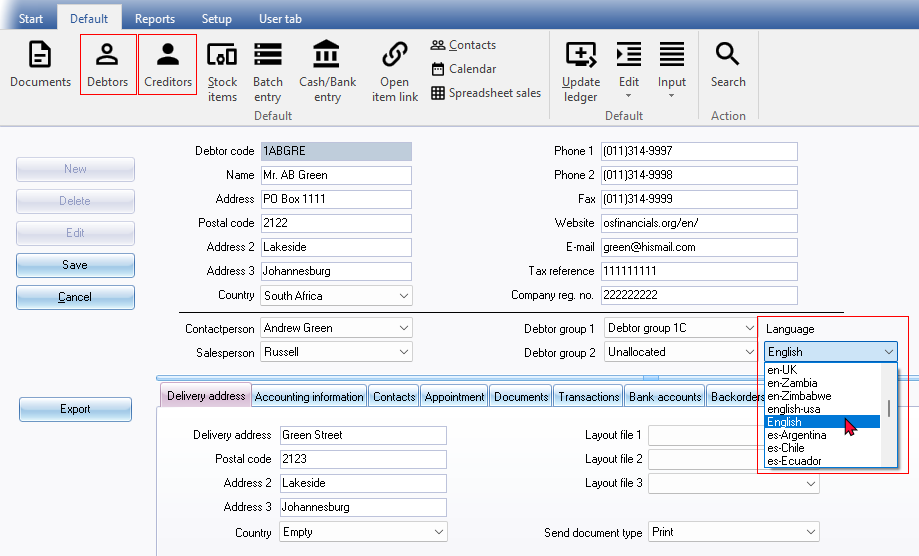 Start Default Reports Setup User tab
Documents Debtors Creditors Stock items Batch entry Cash/Bank entry Open item link
Contacts
Calendar
Spreadsheet sales
Update ledger Edit Input Search
Default Default Action
New
Delete
Edit
Save
Cancel
Export
Debtor code 1ABGRE
Name Mr. AB Green
Address PO Box 1111
Postal code 2122
Address 2 Lakeside
Address 3 Johannesburg
Country South Africa
Phone 1 (011)314-9997
Phone 2 (011)314-9998
Fax (011)314-9999
Website osfinancials.org/en/
E-mail green@hismail.com
Tax reference 111111111
Company reg. no. 222222222
Contactperson Andrew Green
Salesperson Russell
Debtor group 1 Debtor group 1C
Debtor group 2 Unallocated
Language
English
en-UK
en-Zambia
en-Zimbabwe
english-usa
English
es-Argentina
es-Chile
es-Ecuador
Delivery address Accounting information Contacts Appointment Documents Transactions Bank accounts Backorders
Delivery address Green Street
Postal code 2123
Address 2 Lakeside
Address 3 Johannesburg
Country Empty
Layout file 1
Layout file 2
Layout file 3
Send document type Print